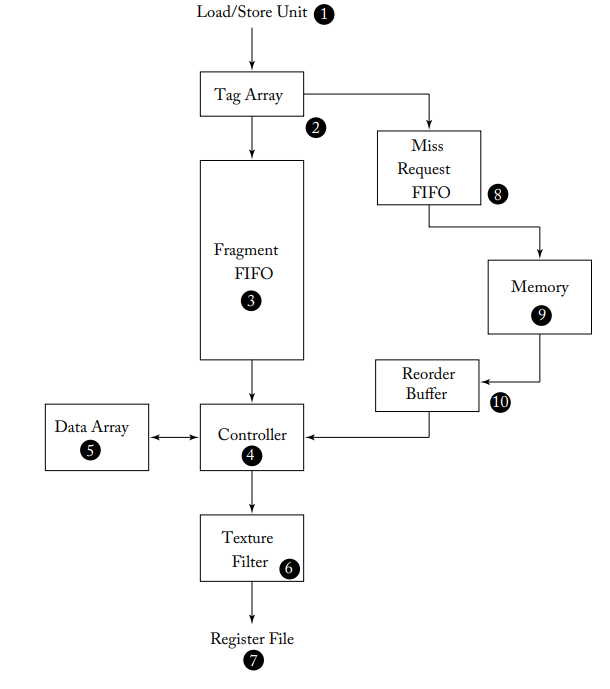 Load/Store Unit 1
Tag Array
2
Miss
Request
FIFO
8
Fragment
FIFO
3
Memory
9
Reorder
Buffer
10
Data Array
5
Controller
4
Texture
Filter 6
Register File
7